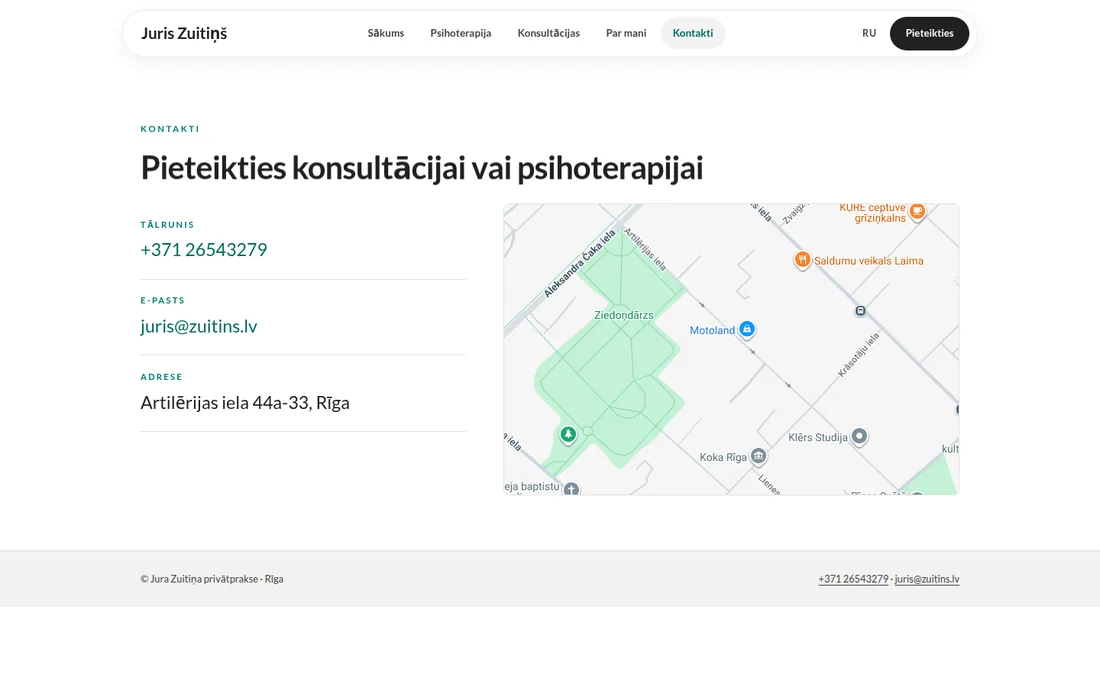 Juris Zuitiņš
Sākums
Psihoterapija
Konsultācijas
Par mani
Kontakti
RU
Pieteikties
KONTAKTI
Pieteikties konsultācijai vai psihoterapijai
TĀLRUNIS
+371 26543279
E-PASTS
juris@zuitins.lv
ADRESE
Artilērijas iela 44a-33, Rīga
KŪRE ceptuve
grīziņkalns
Saldumu veikals Laima
Aleksandra Čaka iela
Artilērijas iela
Ziedoņdārzs
Motoland
Krāsotāju iela
Klērs Studija
Koka Rīga
© Jura Zuitiņa privātprakse · Rīga
+371 26543279 · juris@zuitins.lv